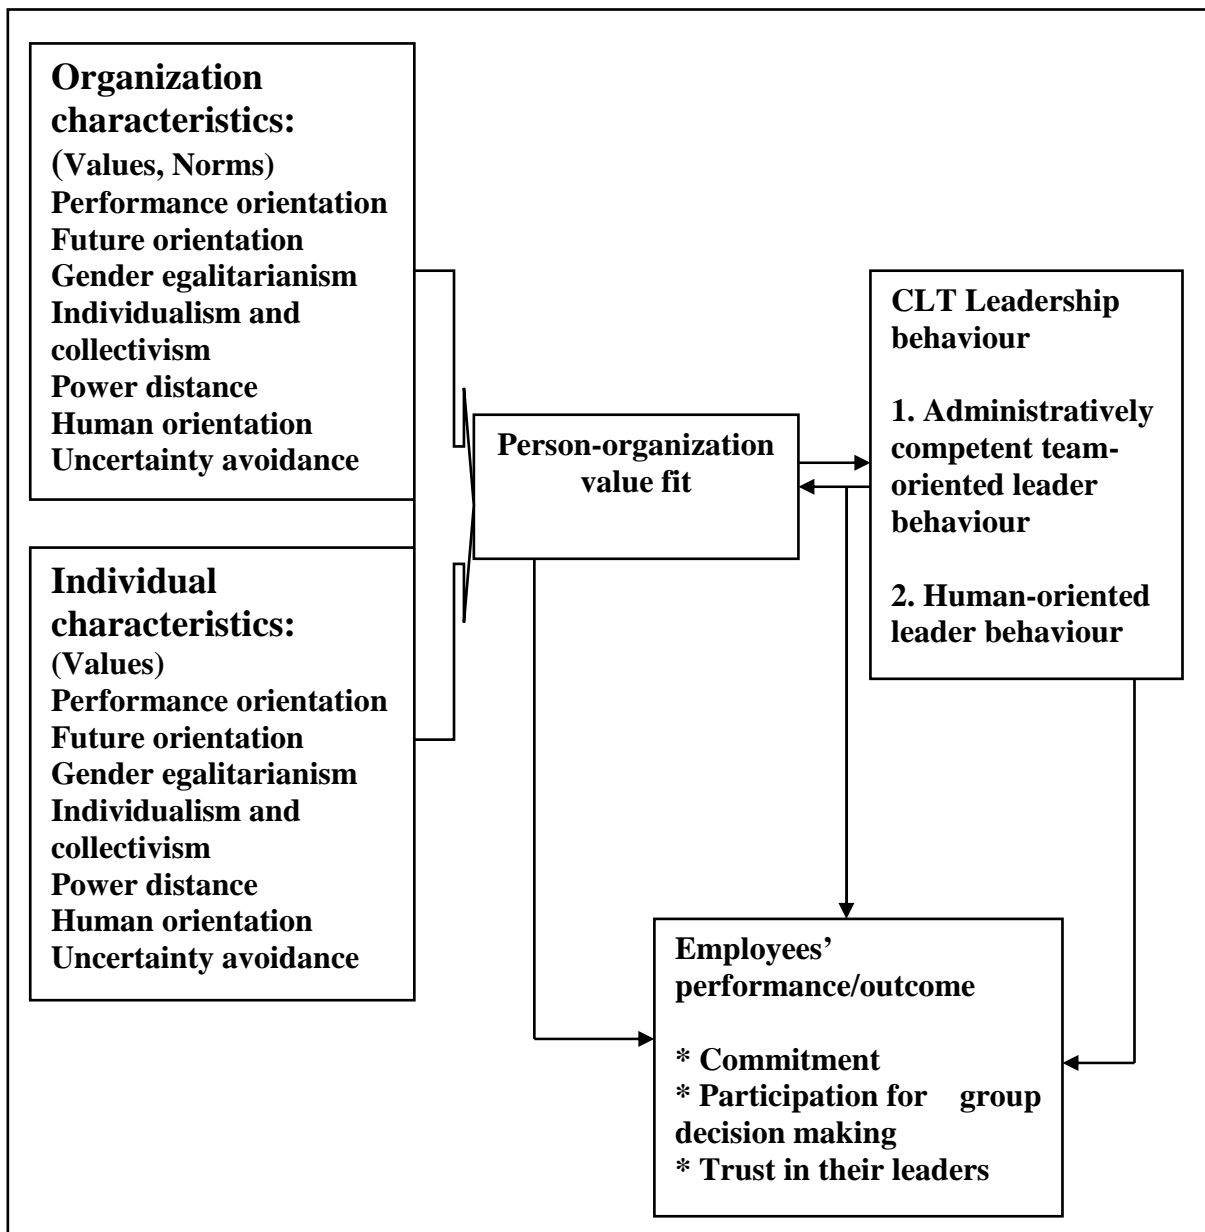 Organization
characteristics:
(Values, Norms)
Performance orientation
Future orientation
Gender egalitarianism
Individualism and
collectivism
Power distance
Human orientation
Uncertainty avoidance
Individual
characteristics:
(Values)
Performance orientation
Future orientation
Gender egalitarianism
Individualism and
collectivism
Power distance
Human orientation
Uncertainty avoidance
Person-organization
value fit
CLT Leadership
behaviour
1. Administratively
competent team-
oriented leader
behaviour
2. Human-oriented
leader behaviour
Employees’
performance/outcome
* Commitment
* Participation for group
decision making
* Trust in their leaders